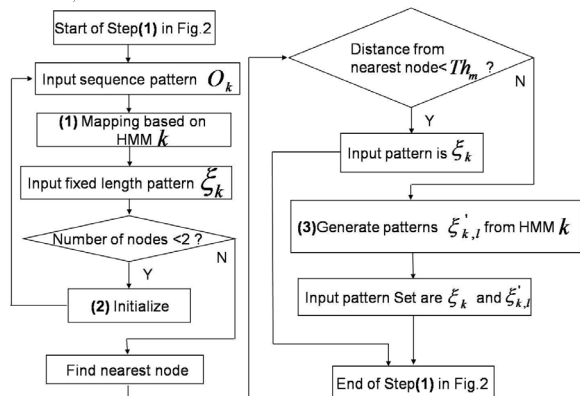 Start of Step(1) in Fig.2
Input sequence pattern O_k
(1) Mapping based on
HMM k
Input fixed length pattern ξ_k
Number of nodes <2 ?
N
Y
(2) Initialize
Find nearest node
Distance from
nearest node< Th_m ?
N
Y
Input pattern is ξ_k
(3)Generate patterns ξ'_{k,l} from HMM k
Input pattern Set are ξ_k and ξ'_{k,l}
End of Step(1) in Fig.2